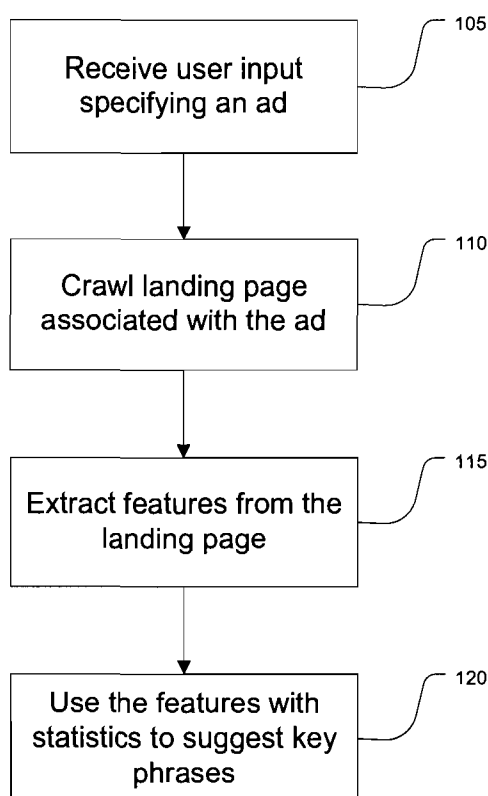 105
Receive user input
specifying an ad
110
Crawl landing page
associated with the ad
115
Extract features from the
landing page
120
Use the features with
statistics to suggest key
phrases